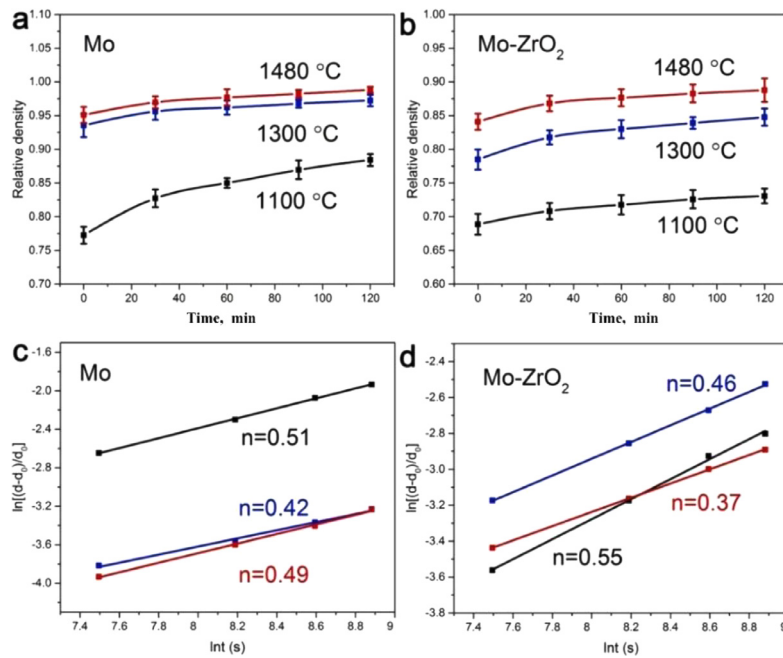 a
Mo
1480 °C
1300 °C
1100 °C
Relative density
1.10
1.05
1.00
0.95
0.90
0.85
0.80
0.75
0.70
0 20 40 60 80 100 120
Time, min
b
Mo-ZrO₂
1480 °C
1300 °C
1100 °C
Relative density
1.00
0.95
0.90
0.85
0.80
0.75
0.70
0.65
0.60
0 20 40 60 80 100 120
Time, min
c
Mo
n=0.51
n=0.42
n=0.49
ln[(d-d₀)/d₀]
-1.6
-2.0
-2.4
-2.8
-3.2
-3.6
-4.0
7.4 7.6 7.8 8 8.2 8.4 8.6 8.8 9
lnt (s)
d
Mo-ZrO₂
n=0.46
n=0.37
n=0.55
ln[(d-d₀)/d₀]
-2.4
-2.6
-2.8
-3.0
-3.2
-3.4
-3.6
-3.8
7.4 7.6 7.8 8 8.2 8.4 8.6 8.8 9
lnt (s)